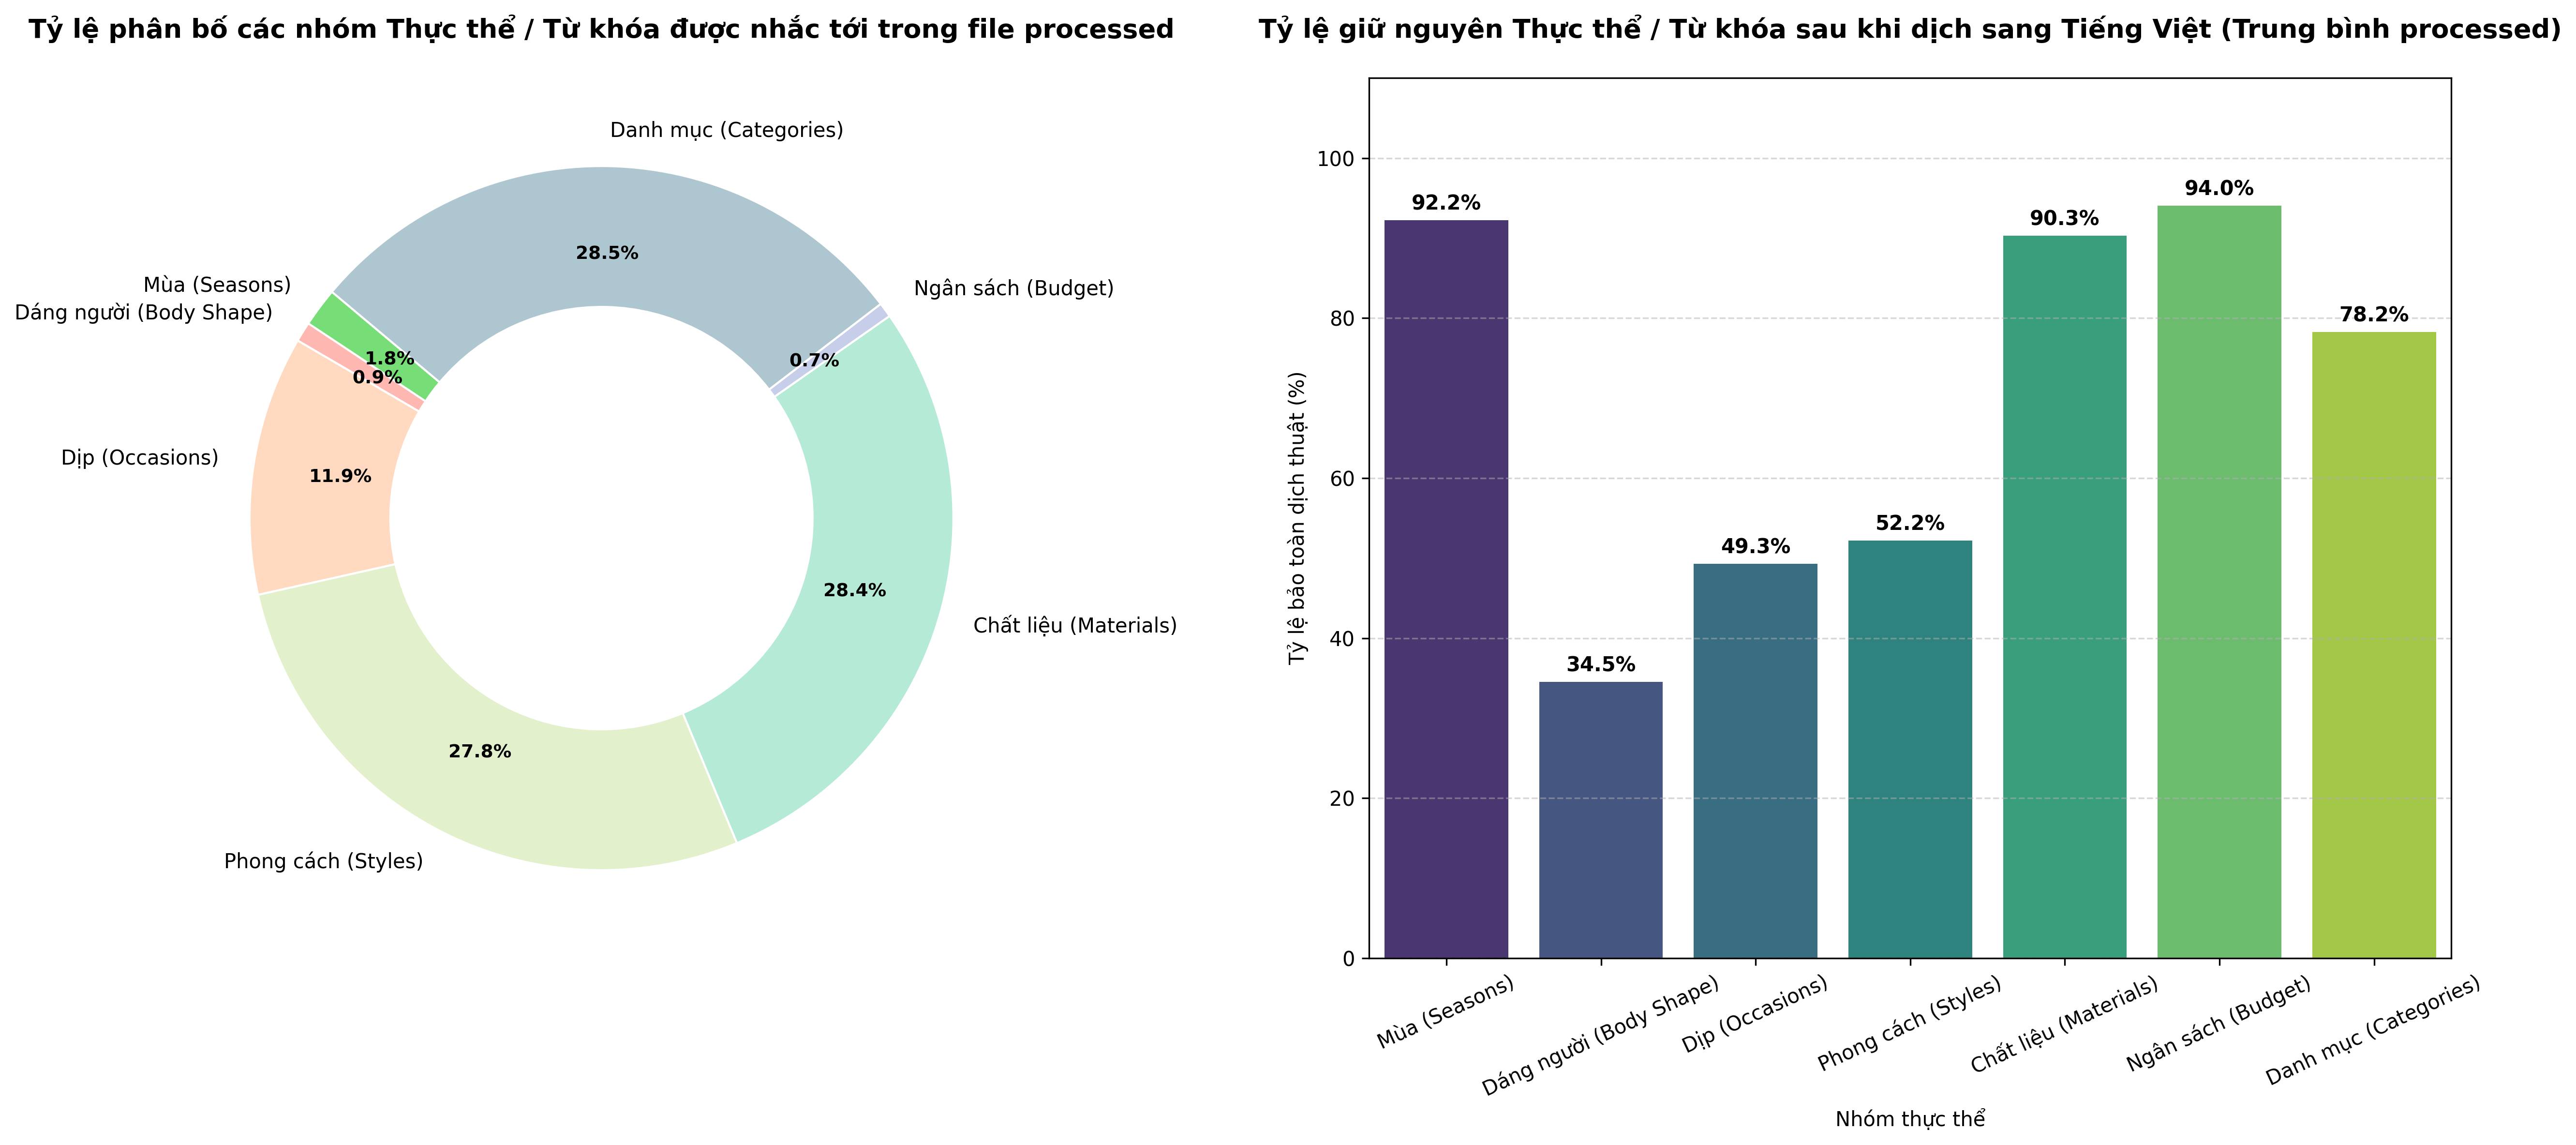 Tỷ lệ phân bố các nhóm Thực thể / Từ khóa được nhắc tới trong file processed
Danh mục (Categories)
28.5%
Mùa (Seasons)
Ngân sách (Budget)
Dáng người (Body Shape)
1.8%
0.7%
0.9%
Dịp (Occasions)
11.9%
28.4%
Chất liệu (Materials)
27.8%
Phong cách (Styles)
Tỷ lệ giữ nguyên Thực thể / Từ khóa sau khi dịch sang Tiếng Việt (Trung bình processed)
Tỷ lệ bảo toàn dịch thuật (%)
100
80
60
40
20
0
92.2%
34.5%
49.3%
52.2%
90.3%
94.0%
78.2%
Mùa (Seasons)
Dáng người (Body Shape)
Dịp (Occasions)
Phong cách (Styles)
Chất liệu (Materials)
Ngân sách (Budget)
Danh mục (Categories)
Nhóm thực thể